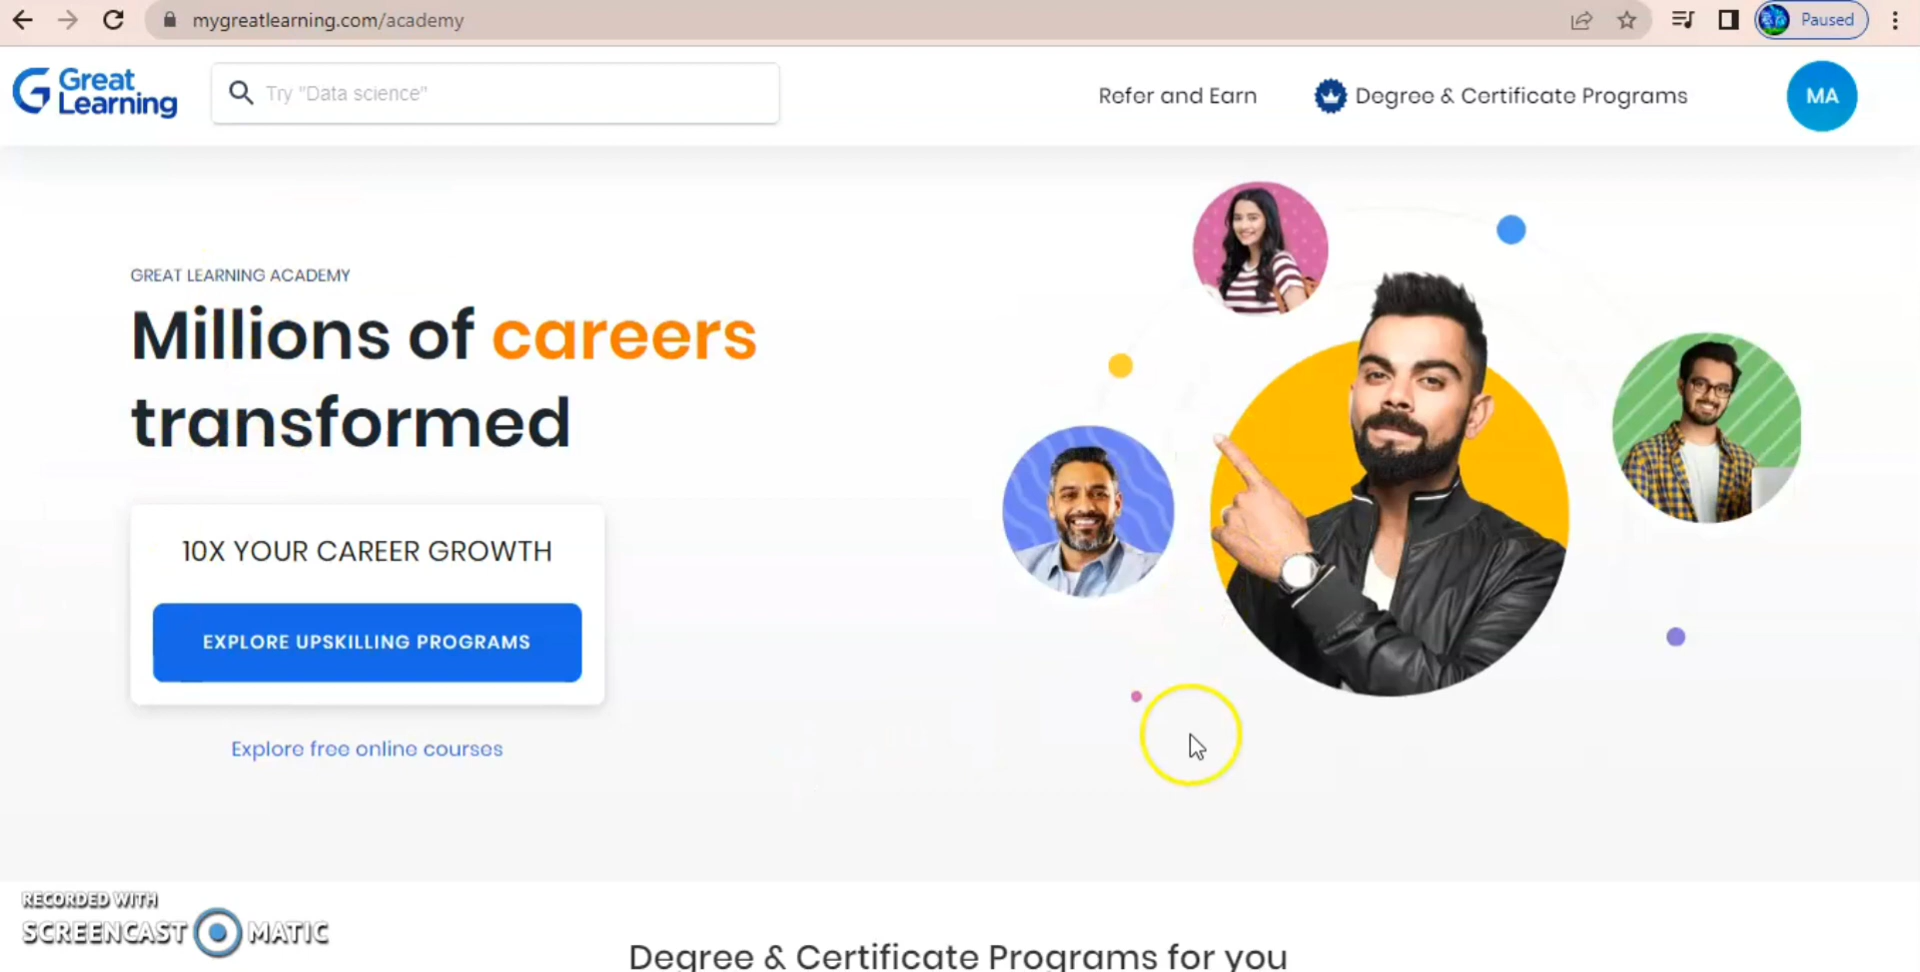 mygreatlearning.com/academy
Paused
Great
Learning
Try "Data science"
Refer and Earn
Degree & Certificate Programs
MA
GREAT LEARNING ACADEMY
Millions of careers
transformed
10X YOUR CAREER GROWTH
EXPLORE UPSKILLING PROGRAMS
Explore free online courses
RECORDED WITH
SCREENCAST MATIC
Degree & Certificate Programs for you